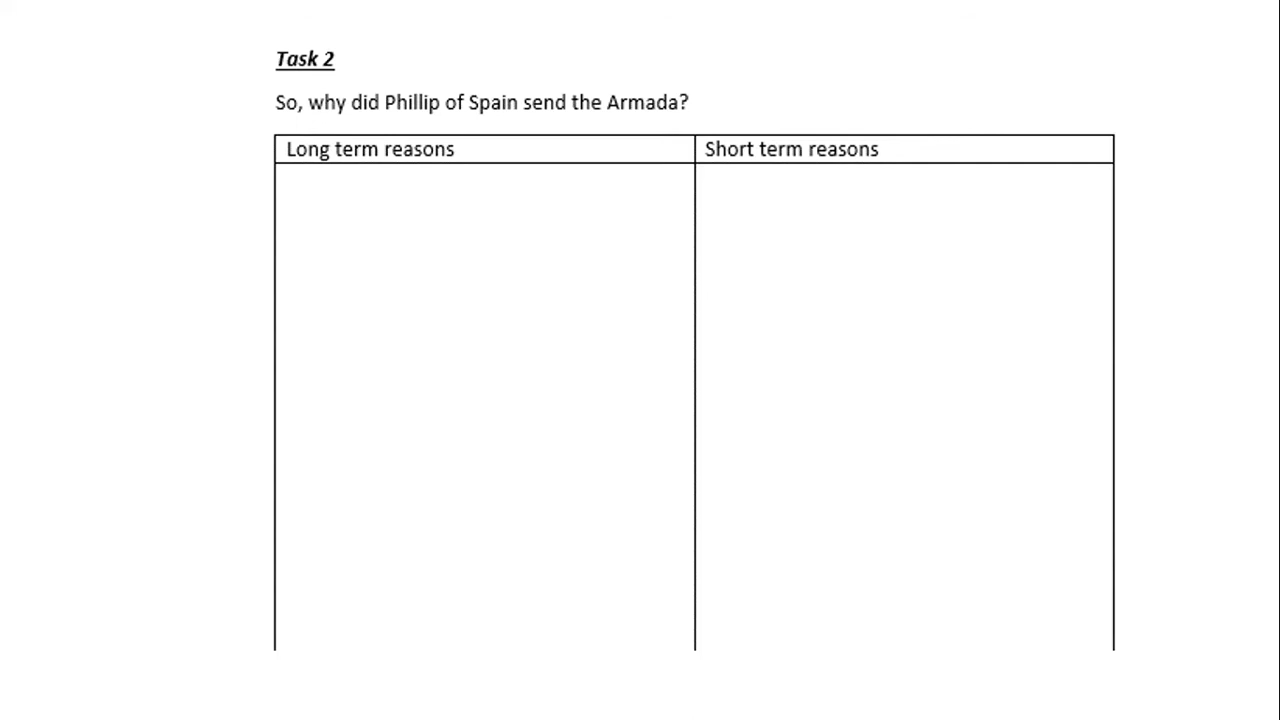 Task 2
So, why did Phillip of Spain send the Armada?
Long term reasons
Short term reasons